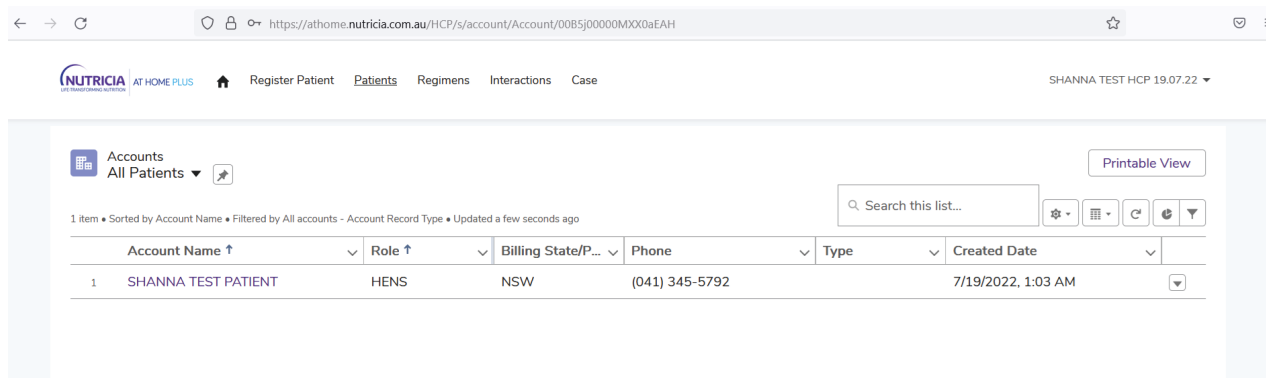 https://athome.nutricia.com.au/HCP/s/account/Account/00B5j00000MXX0aEAH
NUTRICIA AT HOME PLUS Register Patient Patients Regimens Interactions Case SHANNA TEST HCP 19.07.22
LIFE TRANSFORMING NUTRITION
Accounts
All Patients
Printable View
Search this list...
1 item • Sorted by Account Name • Filtered by All accounts - Account Record Type • Updated a few seconds ago
Account Name ↑ Role ↑ Billing State/P... Phone Type Created Date
1 SHANNA TEST PATIENT HENS NSW (041) 345-5792 7/19/2022, 1:03 AM